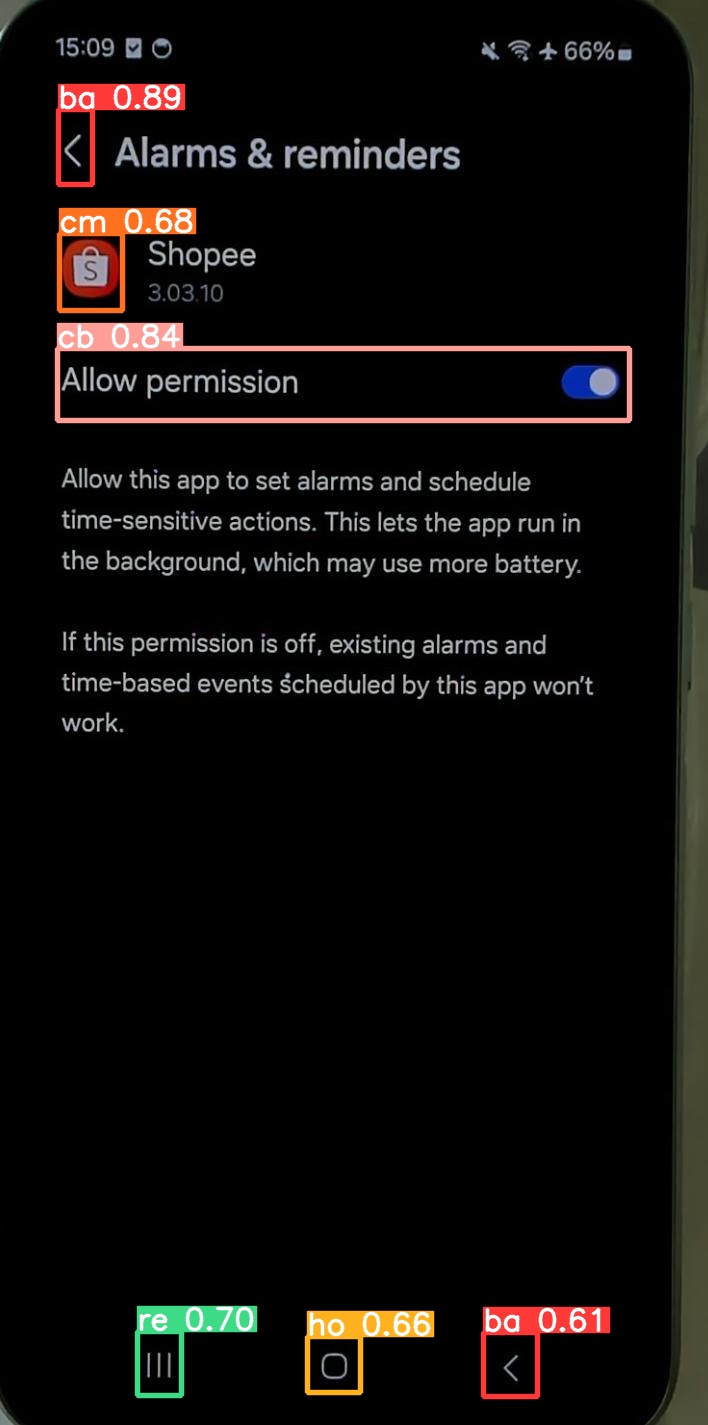 15:09 66%
ba 0.89
Alarms & reminders
cm 0.68
S Shopee
3.03.10
cb 0.84
Allow permission
Allow this app to set alarms and schedule
time-sensitive actions. This lets the app run in
the background, which may use more battery.
If this permission is off, existing alarms and
time-based events scheduled by this app won't
work.
re 0.70 ho 0.66 ba 0.61